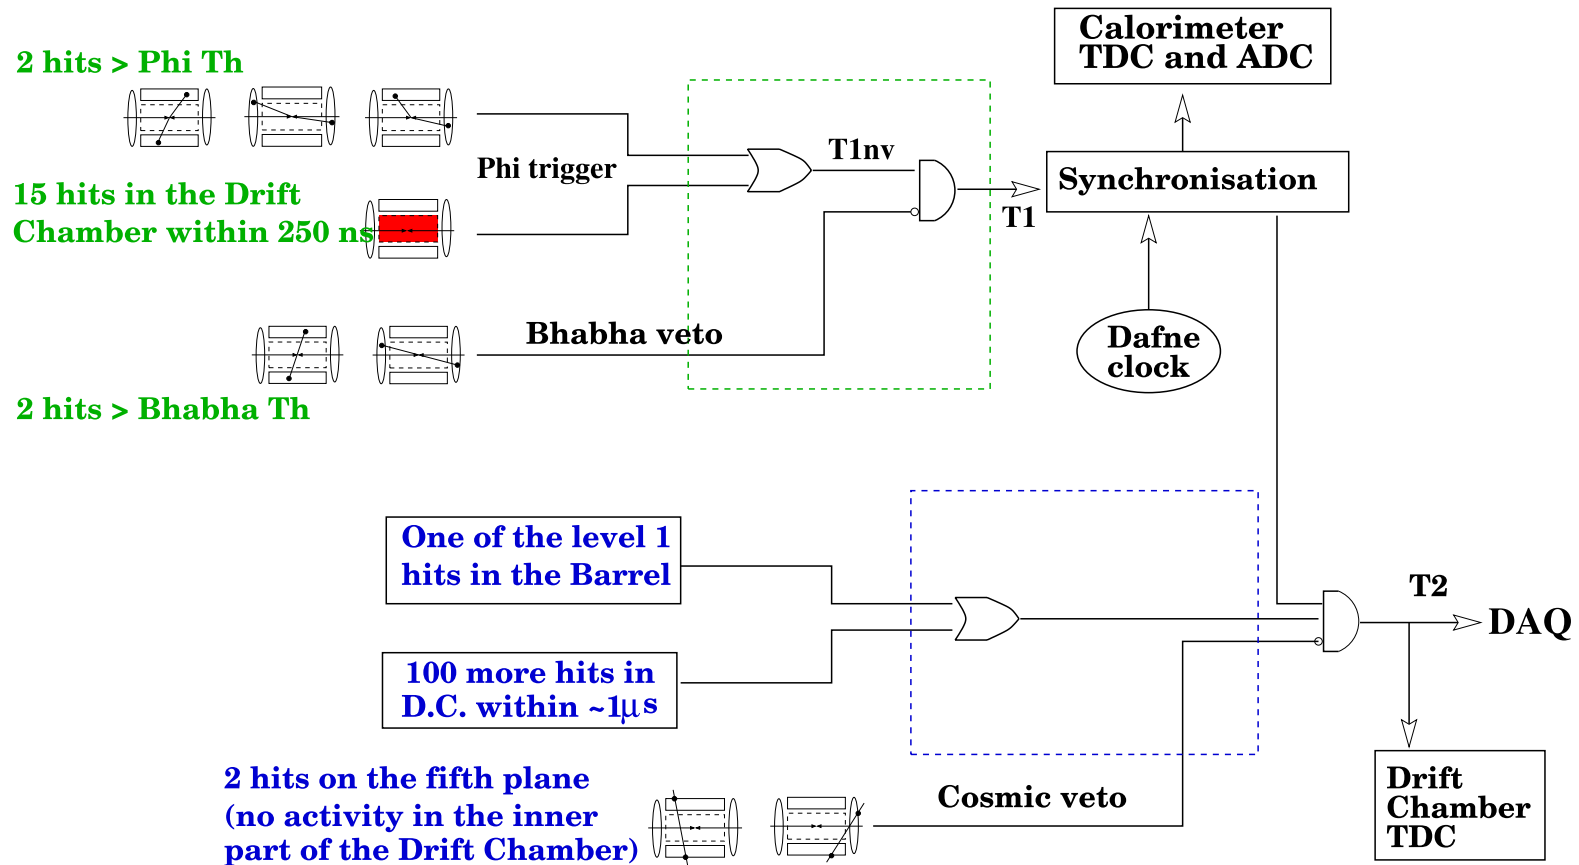 2 hits > Phi Th
Calorimeter
TDC and ADC
Phi trigger
T1nv
15 hits in the Drift
Chamber within 250 ns
Synchronisation
T1
Bhabha veto
Dafne
clock
2 hits > Bhabha Th
One of the level 1
hits in the Barrel
T2
DAQ
100 more hits in
D.C. within ~1μs
2 hits on the fifth plane
(no activity in the inner
part of the Drift Chamber)
Cosmic veto
Drift
Chamber
TDC